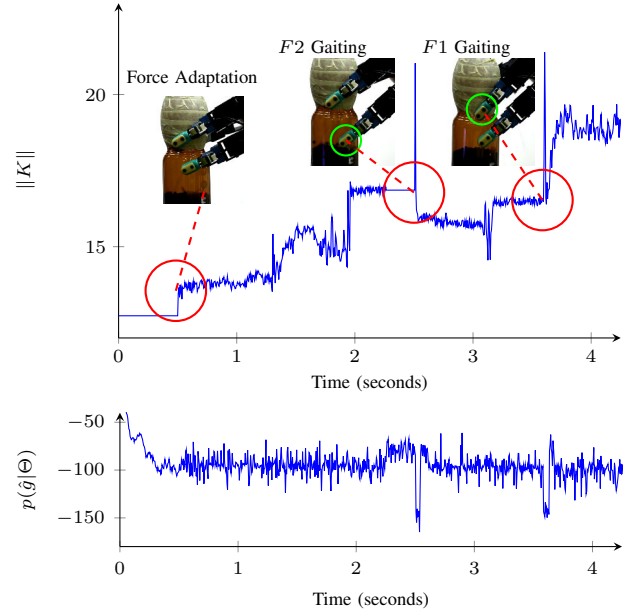 F2 Gaiting
F1 Gaiting
Force Adaptation
20
15
‖K‖
0
1
2
3
4
Time (seconds)
−50
−100
−150
p(ĝ|Θ)
0
1
2
3
4
Time (seconds)